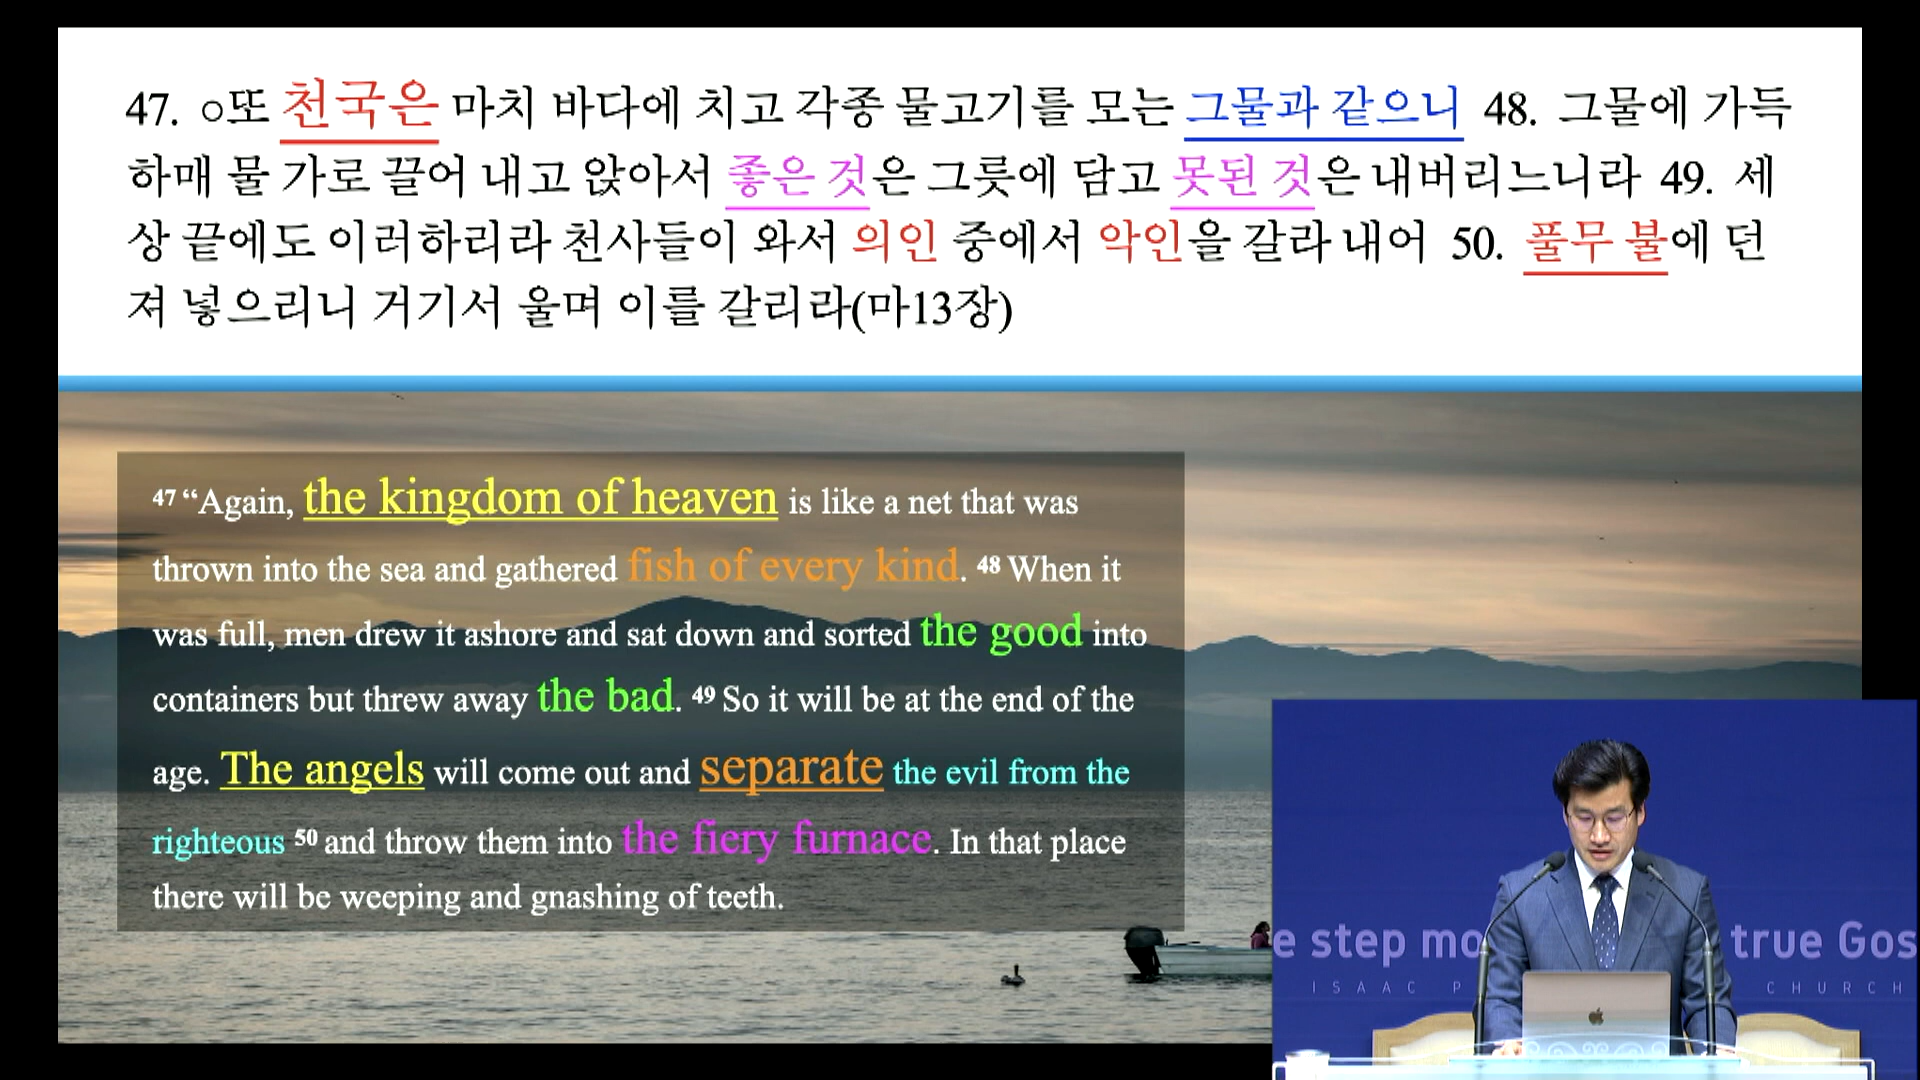 47. ○또 천국은 마치 바다에 치고 각종 물고기를 모는 그물과 같으니 48. 그물에 가득
하매 물 가로 끌어 내고 앉아서 좋은 것은 그릇에 담고 못된 것은 내버리느니라 49. 세
상 끝에도 이러하리라 천사들이 와서 의인 중에서 악인을 갈라 내어 50. 풀무 불에 던
져 넣으리니 거기서 울며 이를 갈리라(마13장)
47 “Again, the kingdom of heaven is like a net that was
thrown into the sea and gathered fish of every kind. 48 When it
was full, men drew it ashore and sat down and sorted the good into
containers but threw away the bad. 49 So it will be at the end of the
age. The angels will come out and separate the evil from the
righteous 50 and throw them into the fiery furnace. In that place
there will be weeping and gnashing of teeth.
e step mo true Gos
ISAAC P CHURCH